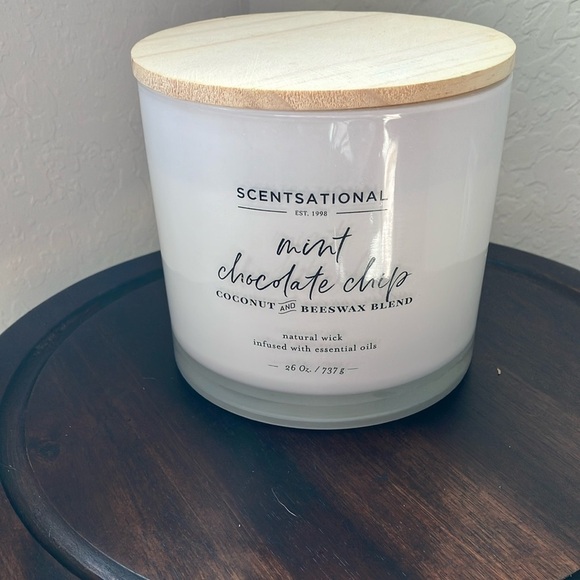 SCENTSATIONAL
EST. 1998
mint
chocolate chip
COCONUT AND BEESWAX BLEND
natural wick
infused with essential oils
26 Oz. / 737 g